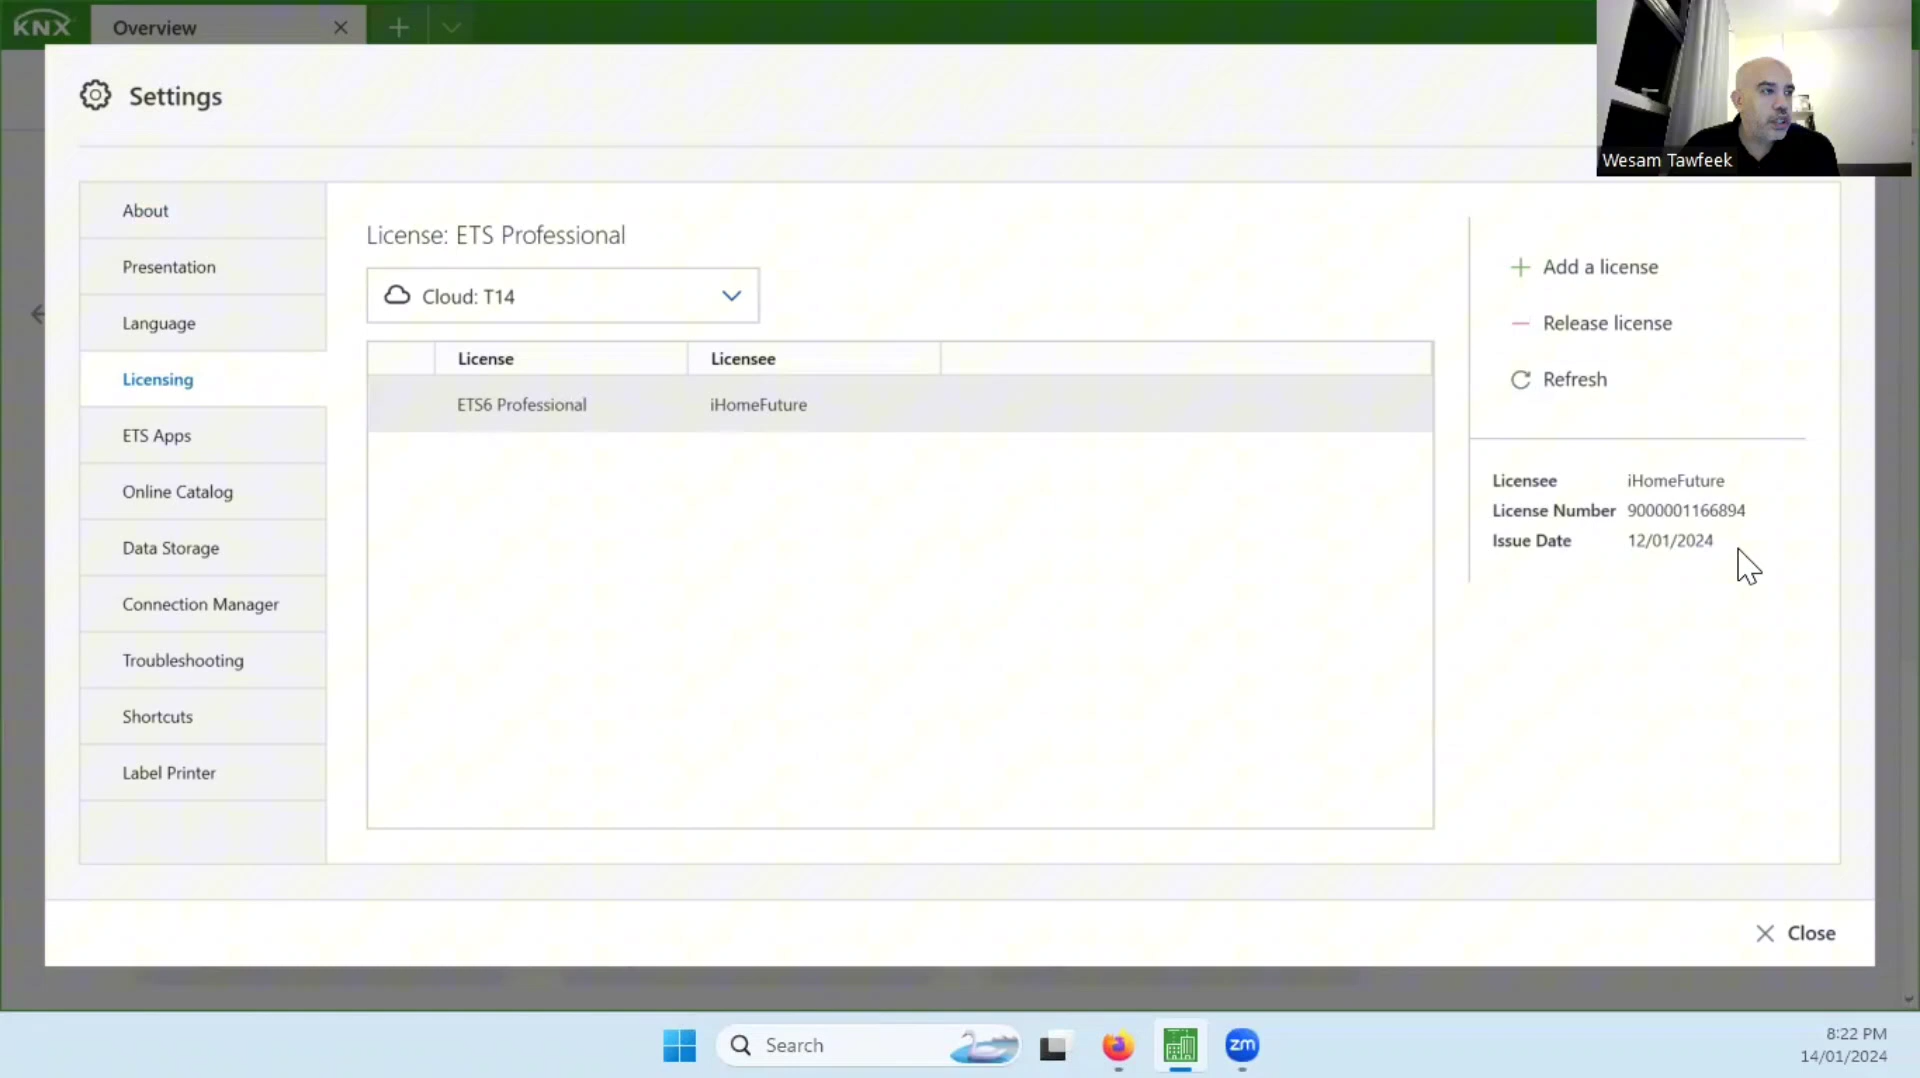 KNX
Overview
Settings
Wesam Tawfeek
About
Presentation
Language
Licensing
ETS Apps
Online Catalog
Data Storage
Connection Manager
Troubleshooting
Shortcuts
Label Printer
License: ETS Professional
Cloud: T14
License Licensee
ETS6 Professional iHomeFuture
Add a license
Release license
Refresh
Licensee iHomeFuture
License Number 9000001166894
Issue Date 12/01/2024
Close
Search
zm
8:22 PM
14/01/2024